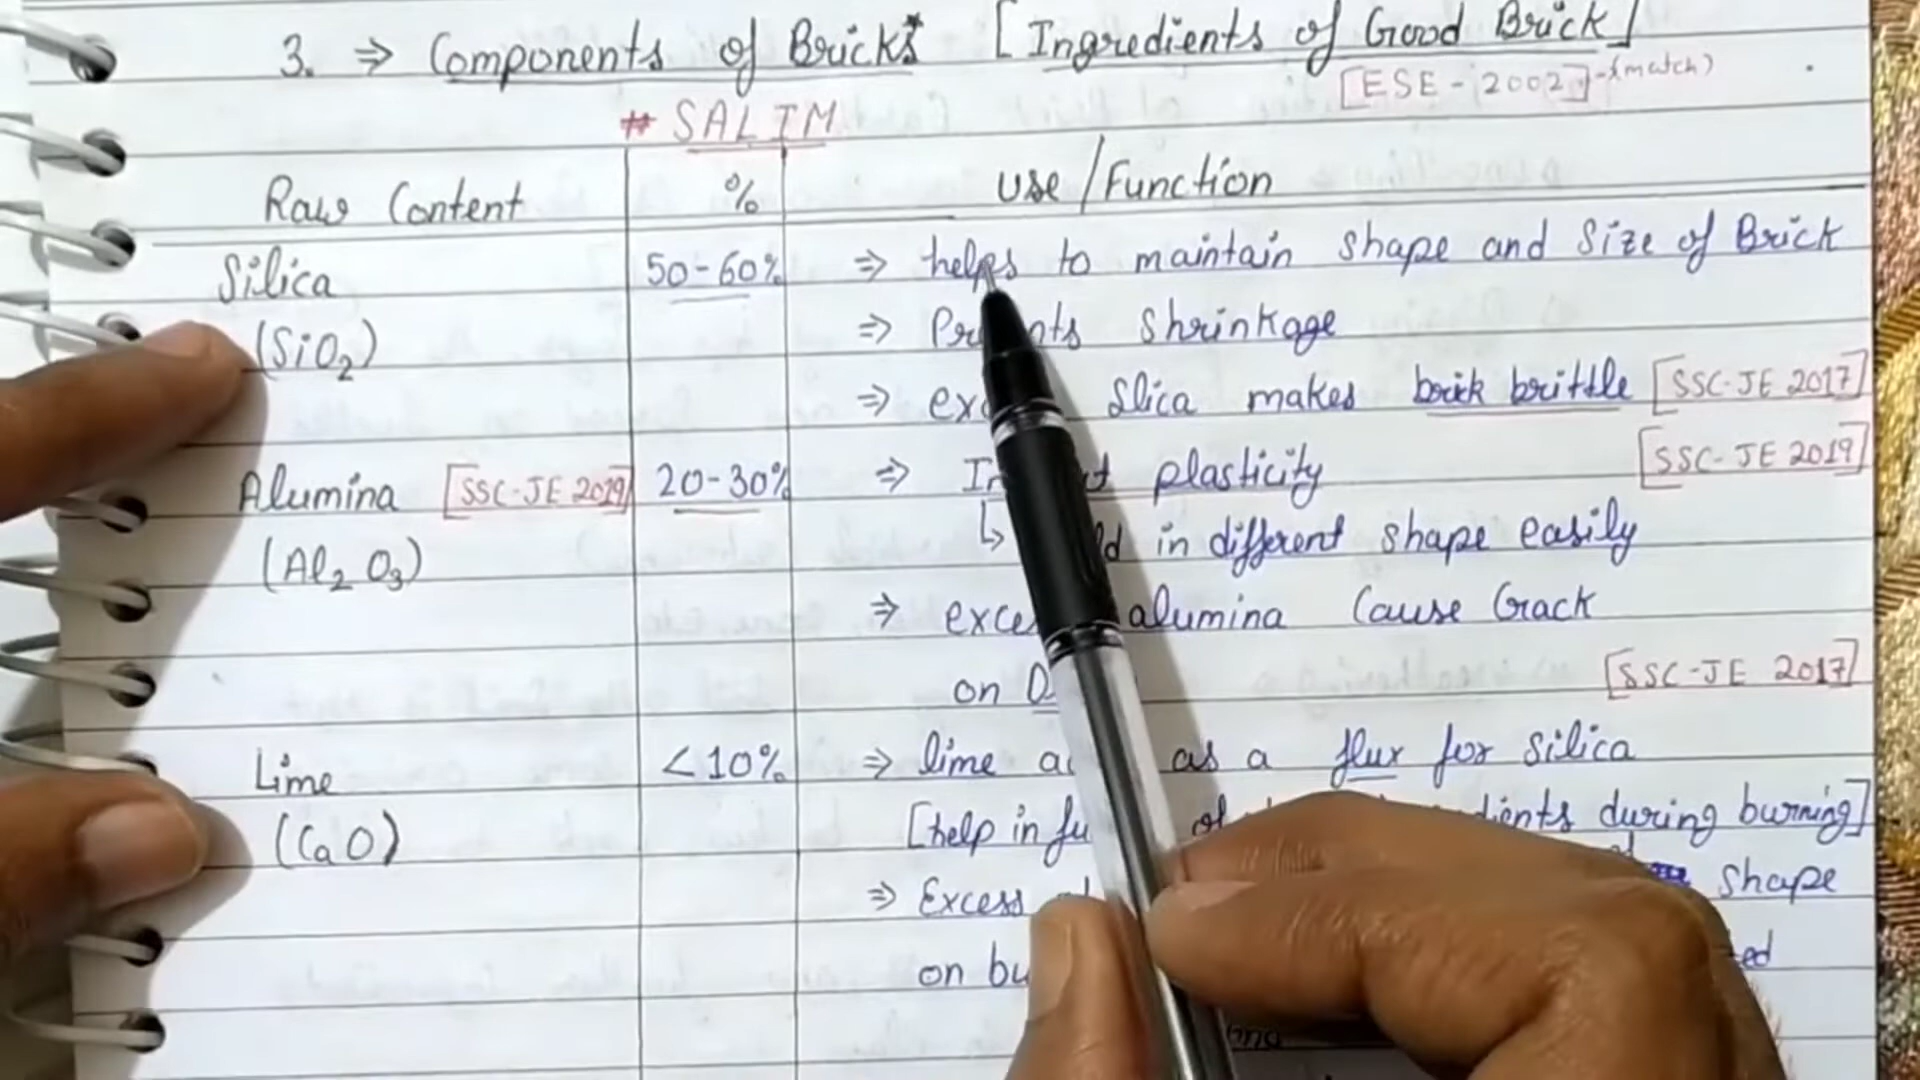 3. ⇒ Components of Bricks* [Ingredients of Good Brick]
[ESE - 2002] - (match)
# SALIM
Raw Content % Use/Function
Silica 50-60% ⇒ helps to maintain shape and size of Brick
(SiO₂) ⇒ shrinkage
⇒ Slica makes brick brittle [SSC-JE 2017]
Alumina [SSC-JE 2019] 20-30% ⇒ plasticity [SSC-JE 2019]
(Al₂O₃) ↳ in different shape easily
⇒ alumina Cause Crack
on [SSC-JE 2017]
Lime <10% ⇒ lime as a flux for silica
(CaO) [help in during burning]
⇒ Excess shape
on